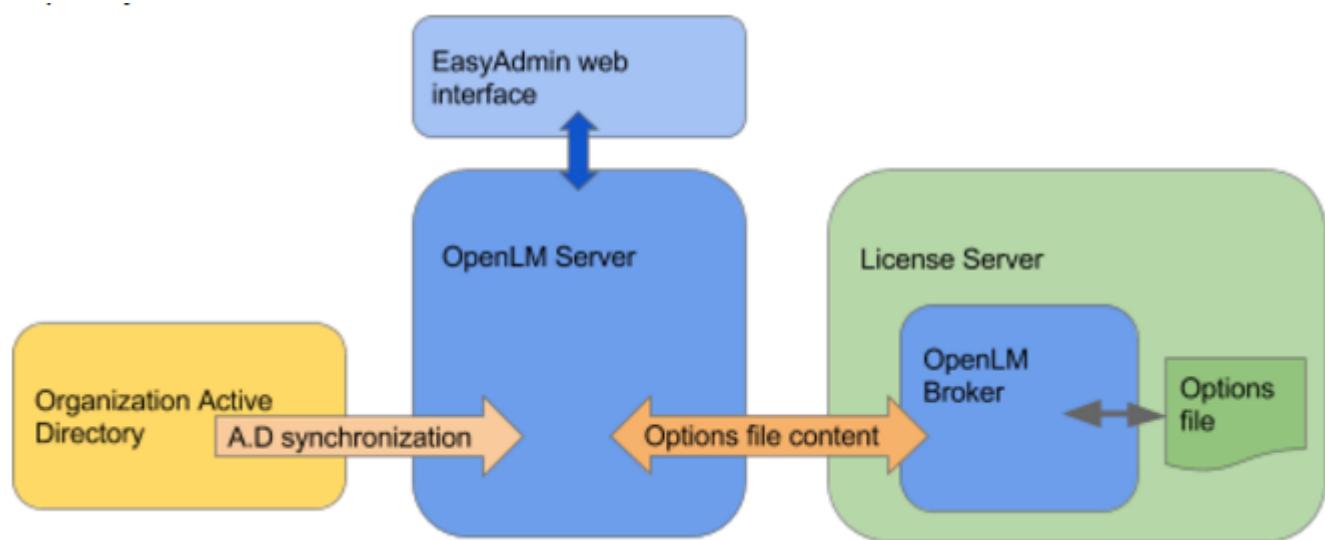 EasyAdmin web
interface
OpenLM Server
License Server
OpenLM
Broker
Options
file
Organization Active
Directory
A.D synchronization
Options file content